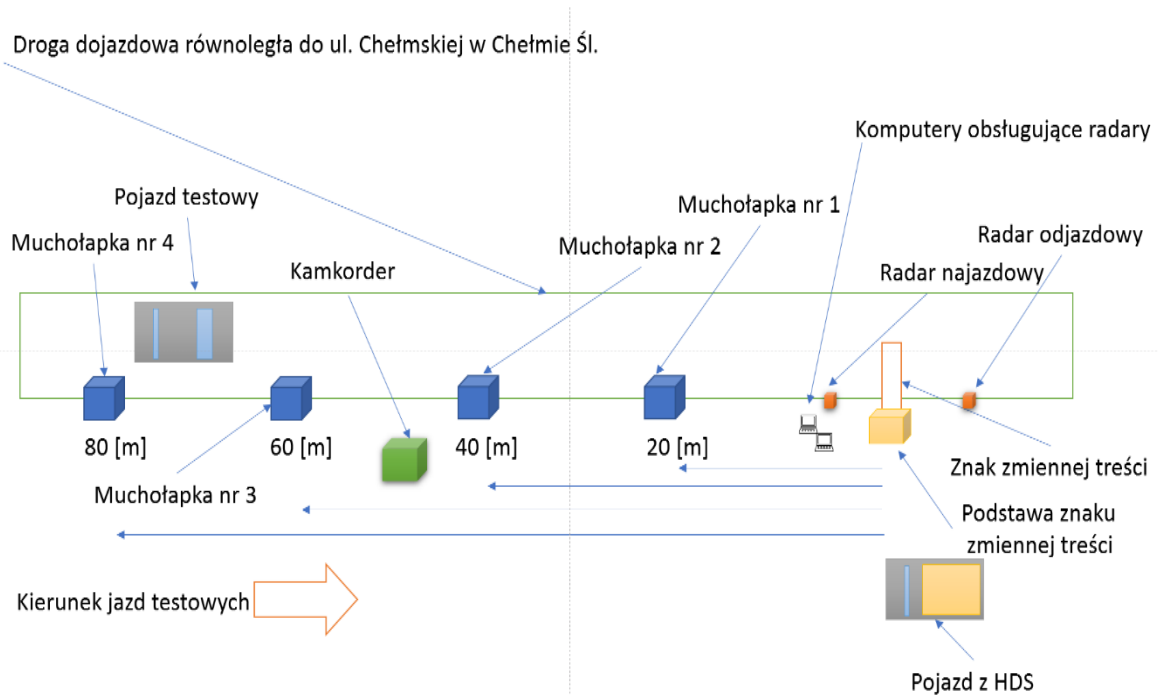 Droga dojazdowa równoległa do ul. Chełmskiej w Chełmie Śl.
Komputery obsługujące radary
Pojazd testowy
Muchołapka nr 1
Muchołapka nr 4
Muchołapka nr 2
Radar odjazdowy
Kamkorder
Radar najazdowy
80 [m]
60 [m]
40 [m]
20 [m]
Muchołapka nr 3
Znak zmiennej treści
Podstawa znaku
zmiennej treści
Kierunek jazd testowych
Pojazd z HDS